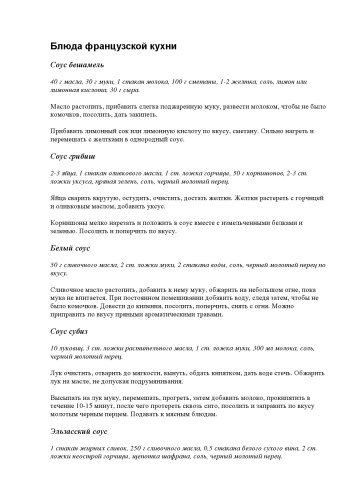 Блюда французской кухни
Соус бешамель
40 г масла, 30 г муки, 1 стакан молока, 100 г сметаны, 1-2 желтка, соль, лимон или
лимонная кислота, 30 г сыра.
Масло растопить, прибавить слегка поджаренную муку, развести молоком, чтобы не было
комочков, посолить, дать закипеть.
Прибавить лимонный сок или лимонную кислоту по вкусу, сметану. Сильно нагреть и
перемешать с желтками в однородный соус.
Соус грибиш
2-3 яйца, 1 стакан оливкового масла, 1 ст. ложка горчицы, 50 г корнишонов, 2-3 ст.
ложки уксуса, пряная зелень, соль, черный молотый перец.
Яйца сварить вкрутую, остудить, очистить, достать желтки. Желтки растереть с горчицей
и оливковым маслом, добавить уксус.
Корнишоны мелко нарезать и положить в соус вместе с измельченными белками и
зеленью. Посолить и поперчить по вкусу.
Белый соус
50 г сливочного масла, 2 ст. ложки муки, 2 стакана воды, соль, черный молотый перец по
вкусу.
Сливочное масло растопить, добавить к нему муку, обжарить на небольшом огне, пока
мука не впитается. При постоянном помешивании добавить воду, следя затем, чтобы не
было комочков. Довести до кипения, посолить, поперчить, снять с огня. Можно
приправить по вкусу пряными ароматическими травами.
Соус субиз
10 луковиц, 3 ст. ложки растительного масла, 1 ст. ложка муки, 300 мл молока, соль,
черный молотый перец.
Лук очистить, отварить до мягкости, вынуть, обдать кипятком, дать воде стечь. Обжарить
лук на масле, не допуская подрумянивания.
Высыпать на лук муку, перемешать, прогреть, затем добавить молоко, прокипятить в
течение 10-15 минут, после чего протереть сквозь сито, посолить и заправить по вкусу
молотым черным перцем. Подавать к мясным блюдам.
Эльзасский соус
1 стакан жирных сливок, 250 г сливочного масла, 0,5 стакана белого сухого вина, 2 ст.
ложки неострой горчицы, щепотка шафрана, соль, черный молотый перец.